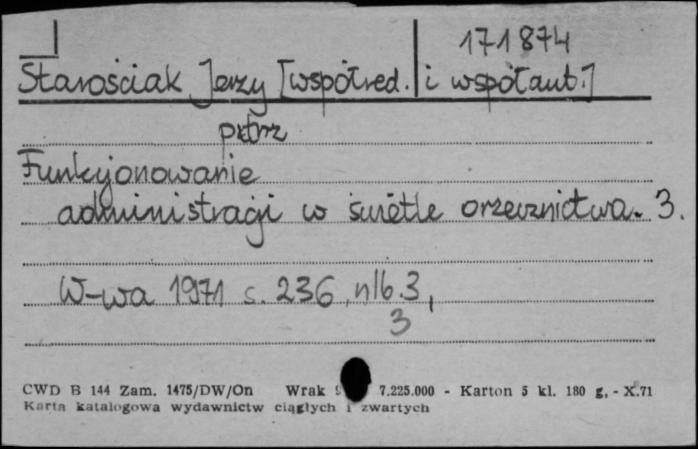 171874
Starościak Jerzy [współred. i współaut.]
patrz
Funkcjonowanie
administracji w świetle orzecznictwa. 3.
W-wa 1971 s. 236, nlb. 3,
3
CWD B 144 Zam. 1475/DW/On Wrak 7.225.000 - Karton 5 kl. 180 g, - X.71
Karta katalogowa wydawnictw ciągłych i zwartych